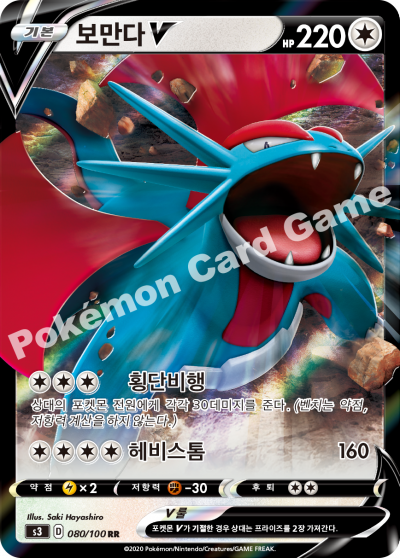 기본 보만다V HP220
Pokémon Card Game
횡단비행
상대의 포켓몬 전원에게 각각 30데미지를 준다. (벤치는 약점,
저항력 계산을 하지 않는다.)
헤비스톰 160
약점 ×2 저항력 -30 후퇴
Illus. Saki Hayashiro
V룰
s3 D 080/100 RR
포켓몬 V가 기절한 경우 상대는 프라이즈를 2장 가져간다.
©2020 Pokémon/Nintendo/Creatures/GAME FREAK.